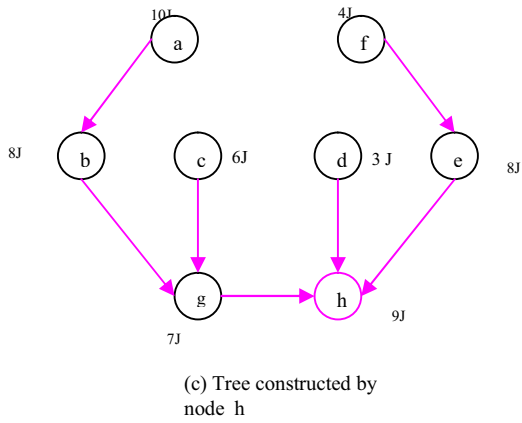 10J
4J
a
f
8J
b
c
6J
d
3 J
e
8J
g
h
9J
7J
(c) Tree constructed by
node h